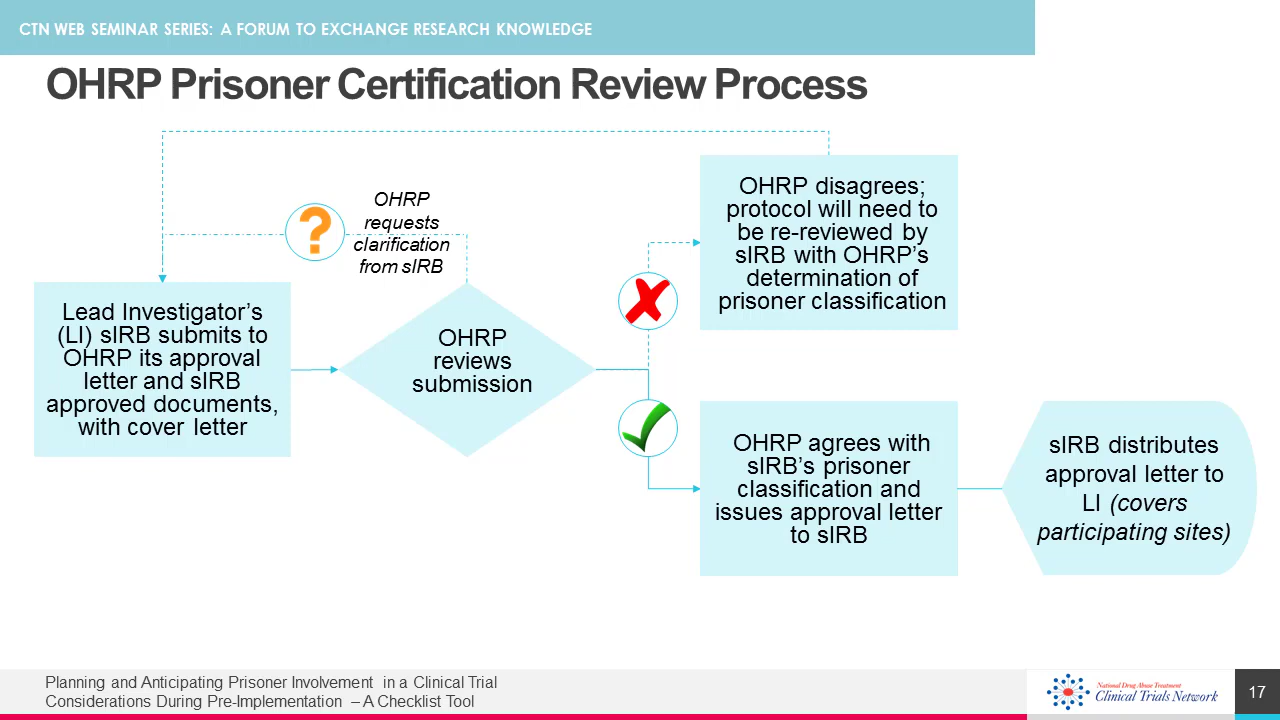 CTN WEB SEMINAR SERIES: A FORUM TO EXCHANGE RESEARCH KNOWLEDGE
OHRP Prisoner Certification Review Process
OHRP
requests
clarification
from sIRB
?
Lead Investigator's
(LI) sIRB submits to
OHRP its approval
letter and sIRB
approved documents,
with cover letter
OHRP
reviews
submission
OHRP disagrees;
protocol will need to
be re-reviewed by
sIRB with OHRP's
determination of
prisoner classification
OHRP agrees with
sIRB's prisoner
classification and
issues approval letter
to sIRB
sIRB distributes
approval letter to
LI (covers
participating sites)
Planning and Anticipating Prisoner Involvement in a Clinical Trial
Considerations During Pre-Implementation – A Checklist Tool
National Drug Abuse Treatment
Clinical Trials Network
17